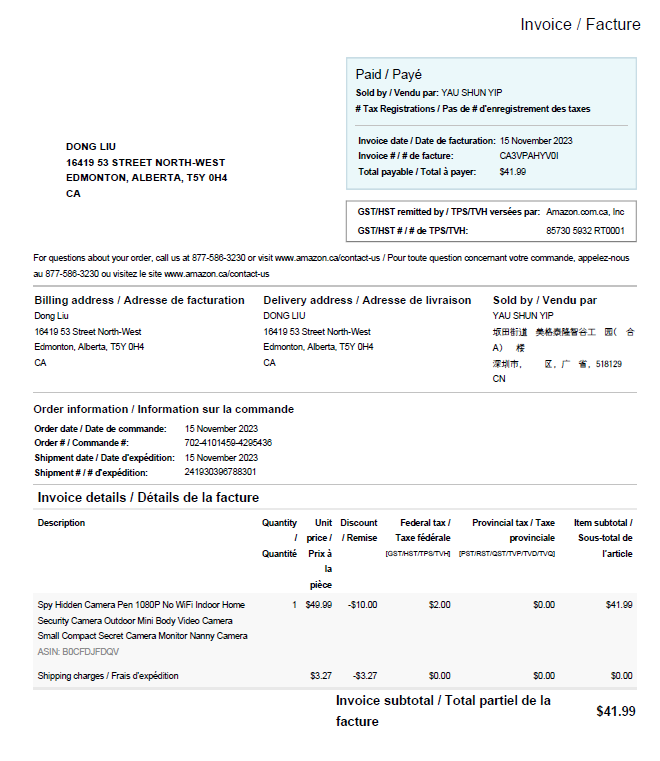 Invoice / Facture
Paid / Payé
Sold by / Vendu par: YAU SHUN YIP
# Tax Registrations / Pas de # d'enregistrement des taxes
Invoice date / Date de facturation: 15 November 2023
Invoice # / # de facture: CA3VPAHYV0I
Total payable / Total à payer: $41.99
DONG LIU
16419 53 STREET NORTH-WEST
EDMONTON, ALBERTA, T5Y 0H4
CA
GST/HST remitted by / TPS/TVH versées par: Amazon.com.ca, Inc
GST/HST # / # de TPS/TVH: 85730 5932 RT0001
For questions about your order, call us at 877-586-3230 or visit www.amazon.ca/contact-us / Pour toute question concernant votre commande, appelez-nous
au 877-586-3230 ou visitez le site www.amazon.ca/contact-us
Billing address / Adresse de facturation
Dong Liu
16419 53 Street North-West
Edmonton, Alberta, T5Y 0H4
CA
Delivery address / Adresse de livraison
DONG LIU
16419 53 Street North-West
Edmonton, Alberta, T5Y 0H4
CA
Sold by / Vendu par
YAU SHUN YIP
坂田街道 美格泰隆智谷工 园( 合
A) 楼
深圳市, 区, 广 省, 518129
CN
Order information / Information sur la commande
Order date / Date de commande: 15 November 2023
Order # / Commande #: 702-4101459-4295436
Shipment date / Date d'expédition: 15 November 2023
Shipment # / # d'expédition: 241930396788301
Invoice details / Détails de la facture
Description
Quantity
/
Quantité
Unit
price /
Prix à
la
pièce
Discount
/ Remise
Federal tax /
Taxe fédérale
[GST/HST/TPS/TVH]
Provincial tax / Taxe
provinciale
[PST/RST/QST/TVP/TVD/TVQ]
Item subtotal /
Sous-total de
l'article
Spy Hidden Camera Pen 1080P No WiFi Indoor Home 1 $49.99 -$10.00 $2.00 $0.00 $41.99
Security Camera Outdoor Mini Body Video Camera
Small Compact Secret Camera Monitor Nanny Camera
ASIN: B0CFDJFDQV
Shipping charges / Frais d'expédition $3.27 -$3.27 $0.00 $0.00 $0.00
Invoice subtotal / Total partiel de la
facture
$41.99